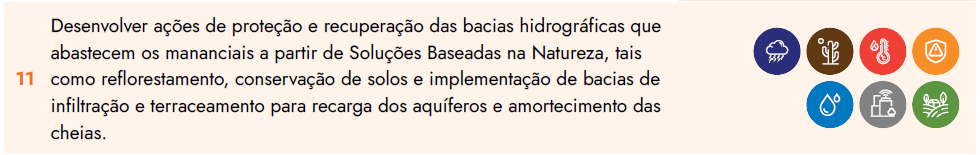 Desenvolver ações de proteção e recuperação das bacias hidrográficas que
abastecem os mananciais a partir de Soluções Baseadas na Natureza, tais
11 como reflorestamento, conservação de solos e implementação de bacias de
infiltração e terraceamento para recarga dos aquíferos e amortecimento das
cheias.